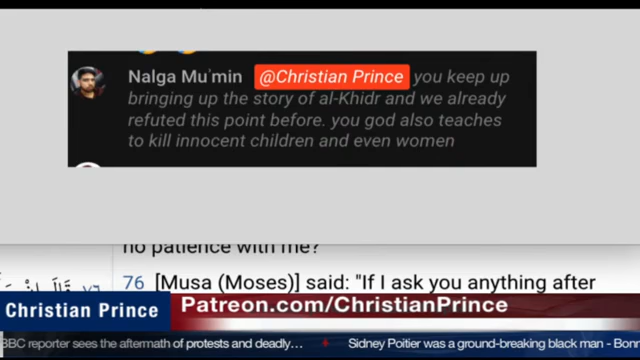 Nalga Mu'min @Christian Prince you keep up
bringing up the story of al-Khidr and we already
refuted this point before. you god also teaches
to kill innocent children and even women
no patience with me?
76 [Musa (Moses)] said: "If I ask you anything after
Christian Prince
Patreon.com/ChristianPrince
BBC reporter sees the aftermath of protests and deadly... Sidney Poitier was a ground-breaking black man - Bonn